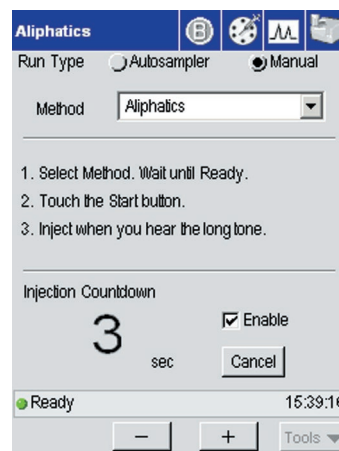 Aliphatics B
Run Type Autosampler Manual
Method Aliphatics
1. Select Method. Wait until Ready.
2. Touch the Start button.
3. Inject when you hear the long tone.
Injection Countdown
3 sec
Enable
Cancel
Ready 15:39:16
− + Tools